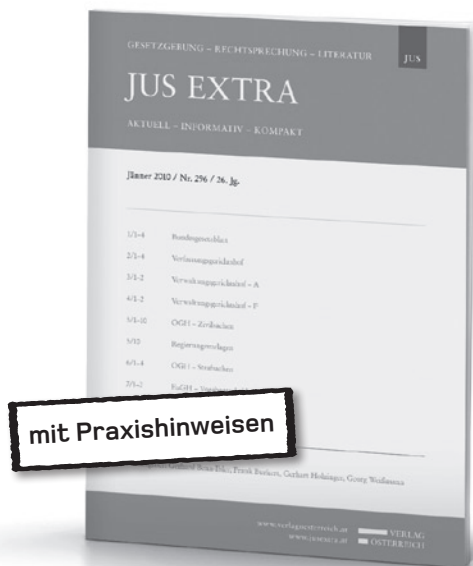 GESETZGEBUNG – RECHTSPRECHUNG – LITERATUR
JUS
JUS EXTRA
AKTUELL – INFORMATIV – KOMPAKT
Jänner 2010 / Nr. 296 / 26. Jg.
1/1–4 Bundesgesetzblatt
2/1–4 Verfassungsgerichtshof
3/1–2 Verwaltungsgerichtshof – A
4/1–2 Verwaltungsgerichtshof – F
5/1–10 OGH – Zivilsachen
5/10 Regierungsvorlagen
6/1–4 OGH – Strafsachen
7/1–2 EuGH –
mit Praxishinweisen
Gerhart Holzinger, Georg
www.verlagoesterreich.at
www.jusextra.at
VERLAG
ÖSTERREICH